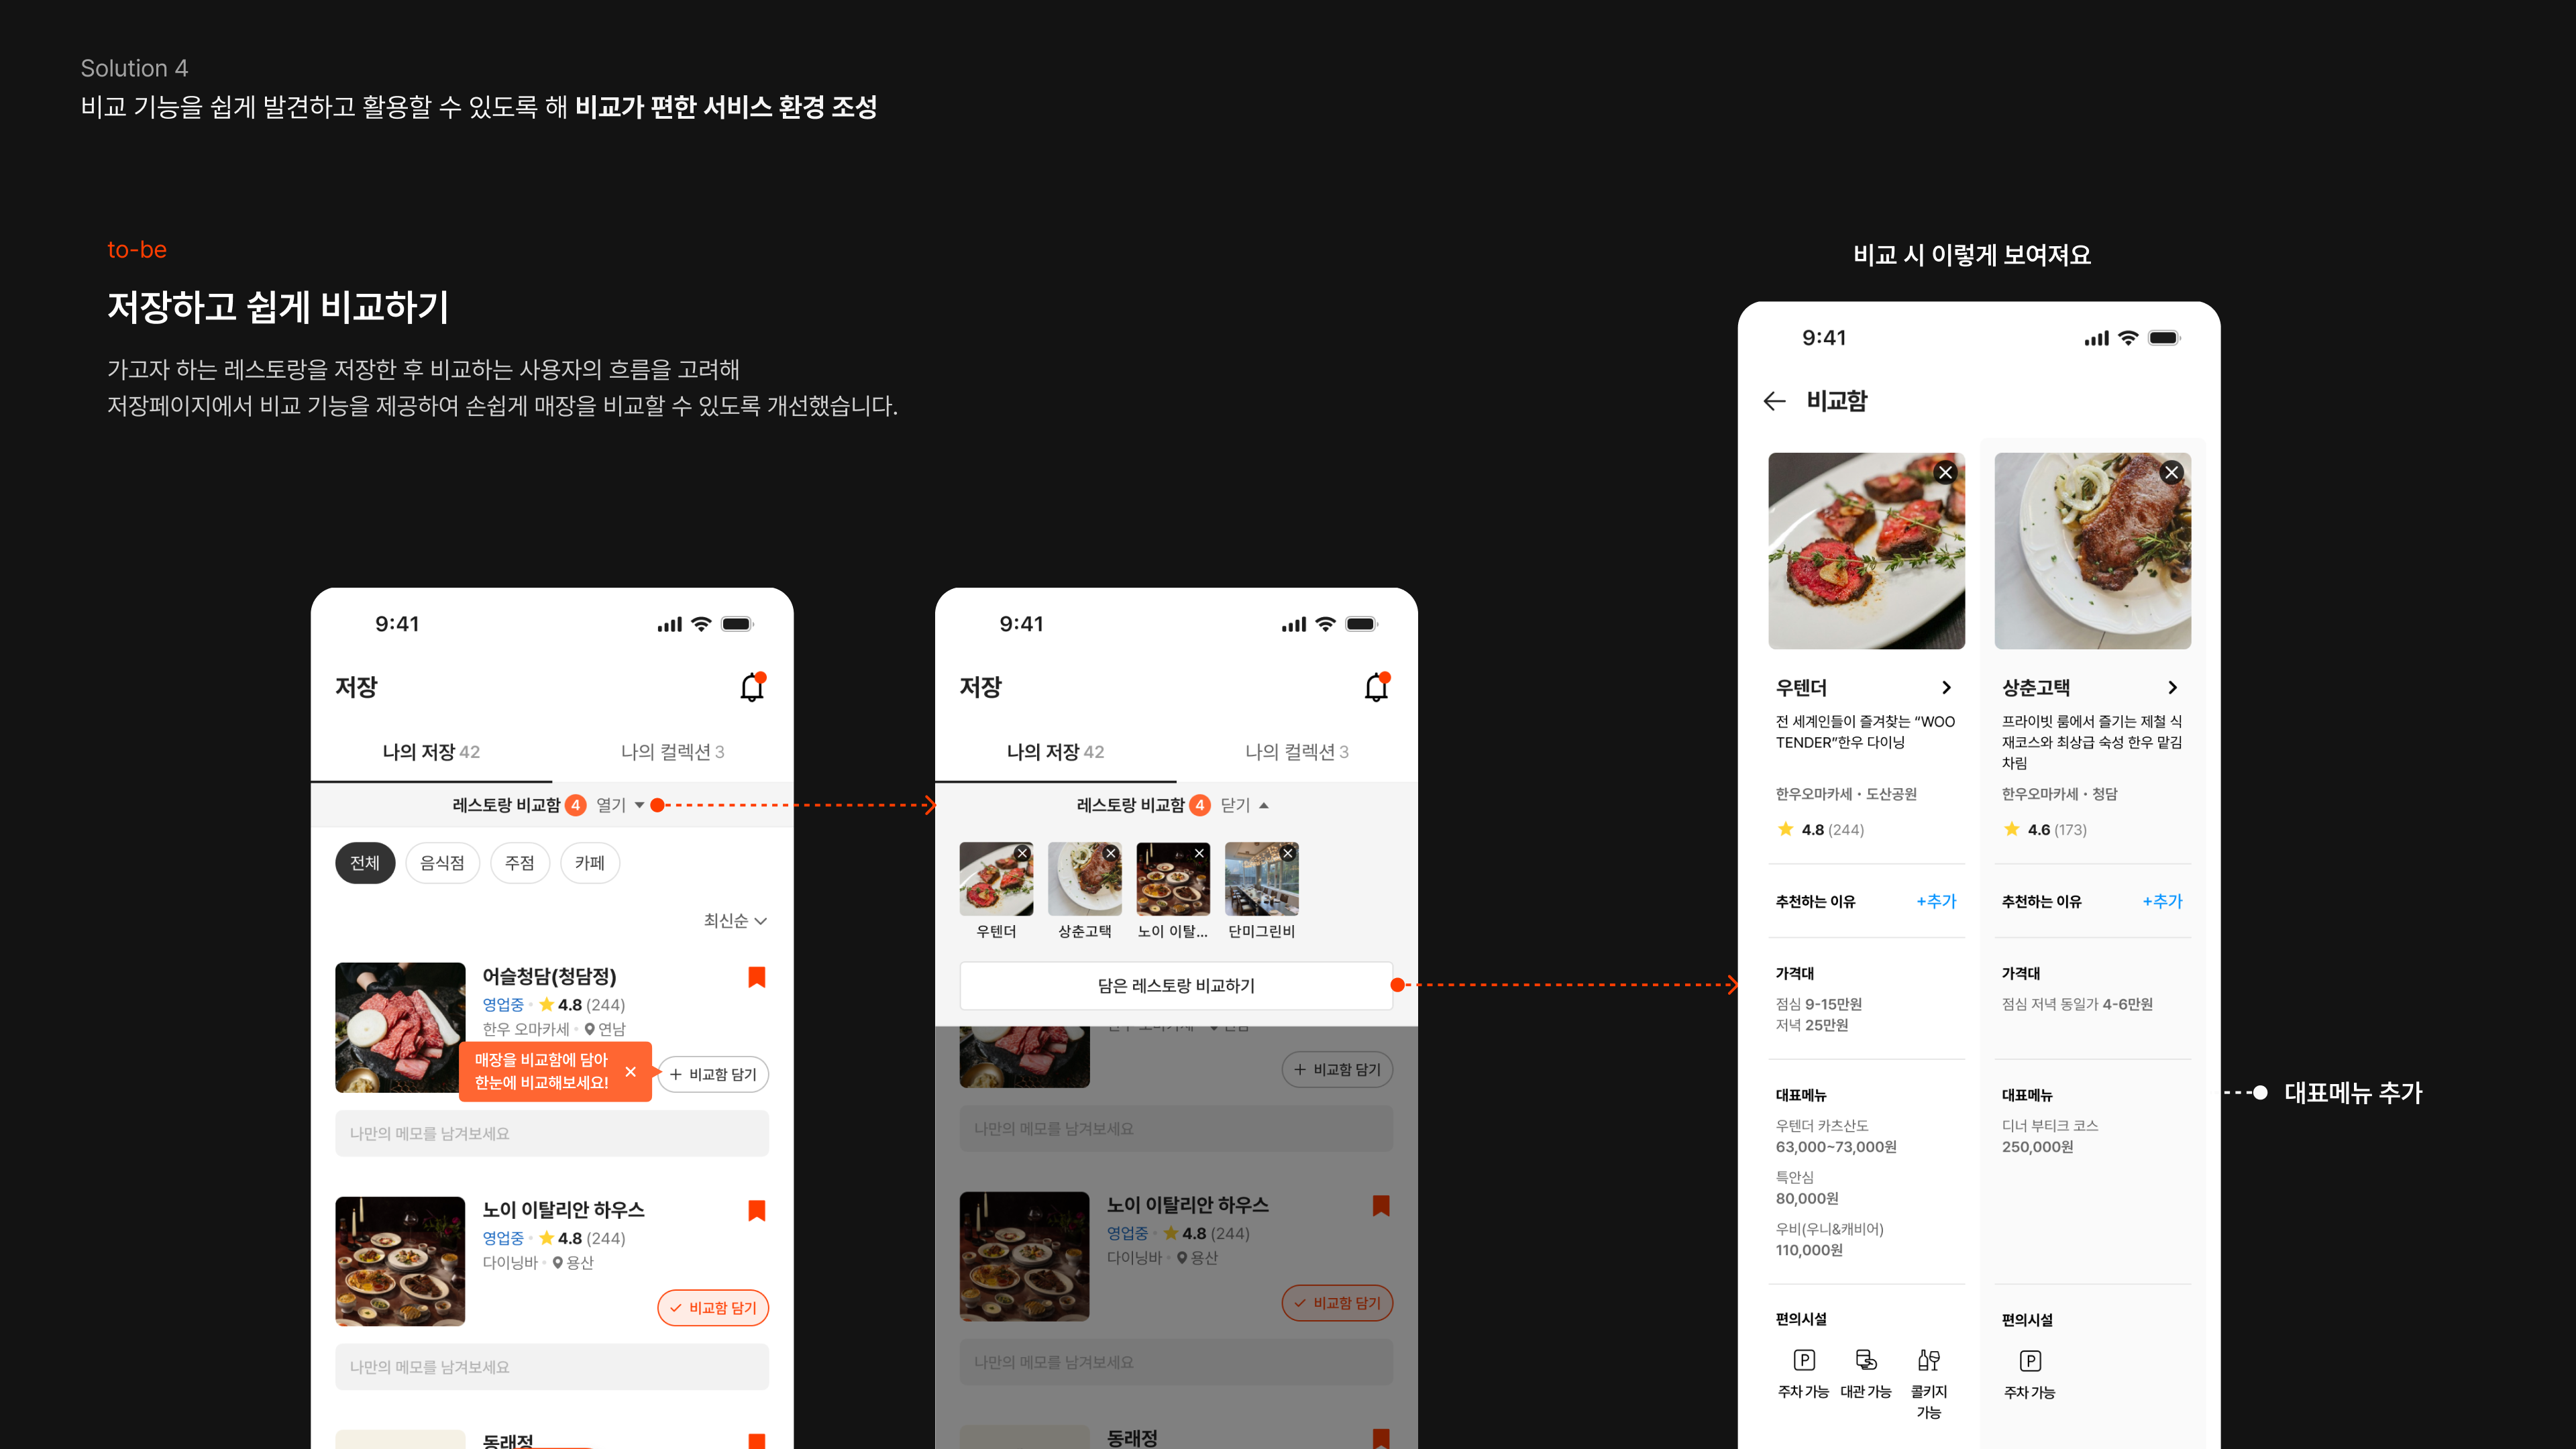 Solution 4
비교 기능을 쉽게 발견하고 활용할 수 있도록 해 비교가 편한 서비스 환경 조성
to-be
저장하고 쉽게 비교하기
가고자 하는 레스토랑을 저장한 후 비교하는 사용자의 흐름을 고려해
저장페이지에서 비교 기능을 제공하여 손쉽게 매장을 비교할 수 있도록 개선했습니다.
9:41
저장
나의 저장 42
나의 컬렉션 3
레스토랑 비교함 4 열기
전체
음식점
주점
카페
최신순
어슬청담(청담정)
영업중 · 4.8 (244)
한우 오마카세 · 연남
매장을 비교함에 담아
한눈에 비교해보세요!
+ 비교함 담기
나만의 메모를 남겨보세요
노이 이탈리안 하우스
영업중 · 4.8 (244)
다이닝바 · 용산
비교함 담기
나만의 메모를 남겨보세요
동래정
9:41
저장
나의 저장 42
나의 컬렉션 3
레스토랑 비교함 4 닫기
우텐더
상춘고택
노이 이탈...
단미그린비
담은 레스토랑 비교하기
한우 오마카세 · 연남
+ 비교함 담기
나만의 메모를 남겨보세요
노이 이탈리안 하우스
영업중 · 4.8 (244)
다이닝바 · 용산
비교함 담기
나만의 메모를 남겨보세요
동래정
비교 시 이렇게 보여져요
9:41
비교함
우텐더
전 세계인들이 즐겨찾는 “WOO
TENDER”한우 다이닝
한우오마카세 · 도산공원
4.8 (244)
추천하는 이유
+추가
가격대
점심 9-15만원
저녁 25만원
대표메뉴
우텐더 카츠산도
63,000~73,000원
특안심
80,000원
우비(우니&캐비어)
110,000원
편의시설
P
주차 가능
대관 가능
콜키지
가능
상춘고택
프라이빗 룸에서 즐기는 제철 식
재코스와 최상급 숙성 한우 맡김
차림
한우오마카세 · 청담
4.6 (173)
추천하는 이유
+추가
가격대
점심 저녁 동일가 4-6만원
대표메뉴
디너 부티크 코스
250,000원
편의시설
P
주차 가능
대표메뉴 추가